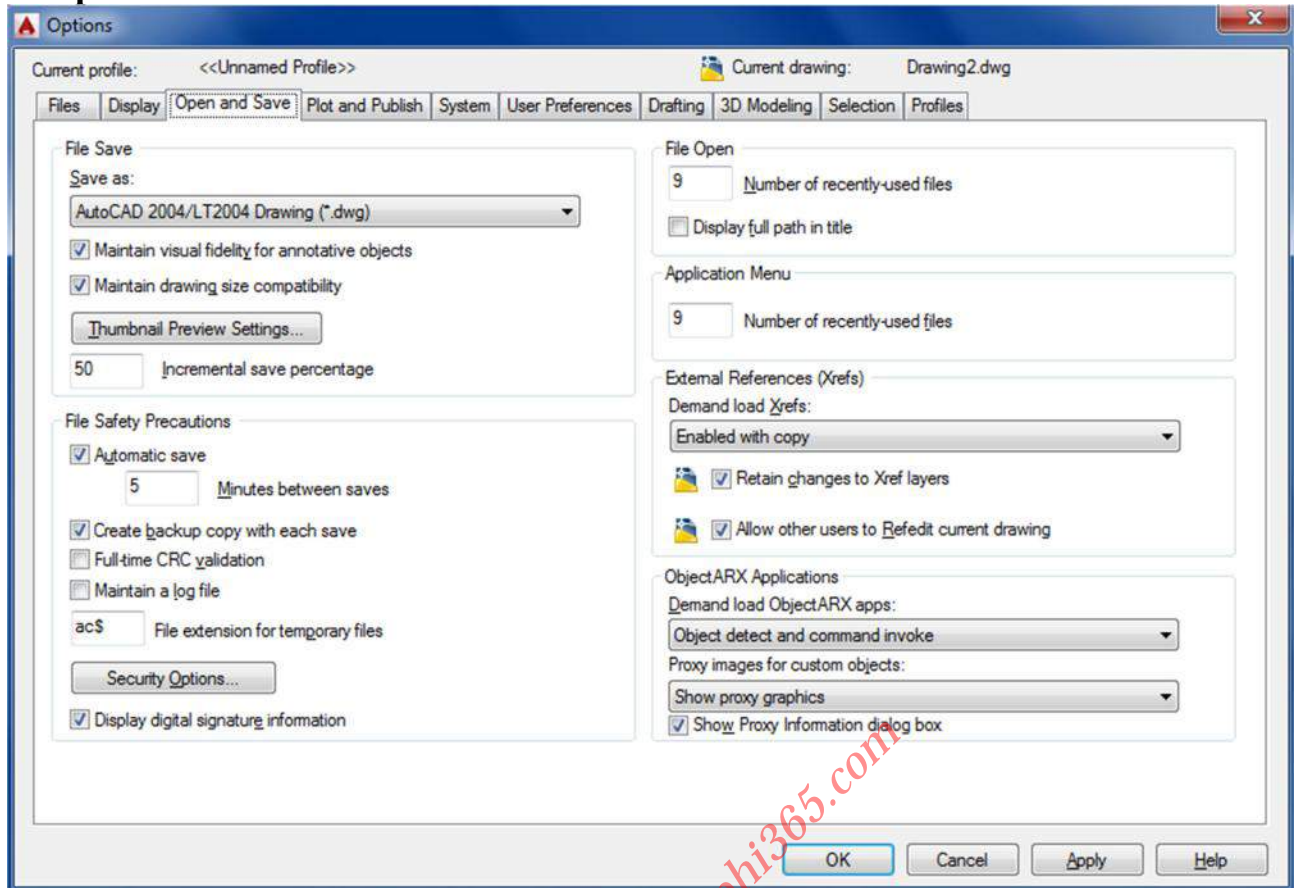 Options
Current profile: <<Unnamed Profile>> Current drawing: Drawing2.dwg
Files Display Open and Save Plot and Publish System User Preferences Drafting 3D Modeling Selection Profiles
File Save
Save as:
AutoCAD 2004/LT2004 Drawing (*.dwg)
Maintain visual fidelity for annotative objects
Maintain drawing size compatibility
Thumbnail Preview Settings...
50 Incremental save percentage
File Safety Precautions
Automatic save
5 Minutes between saves
Create backup copy with each save
Full-time CRC validation
Maintain a log file
ac$ File extension for temporary files
Security Options...
Display digital signature information
File Open
9 Number of recently-used files
Display full path in title
Application Menu
9 Number of recently-used files
External References (Xrefs)
Demand load Xrefs:
Enabled with copy
Retain changes to Xref layers
Allow other users to Refedit current drawing
ObjectARX Applications
Demand load ObjectARX apps:
Object detect and command invoke
Proxy images for custom objects:
Show proxy graphics
Show Proxy Information dialog box
OK Cancel Apply Help